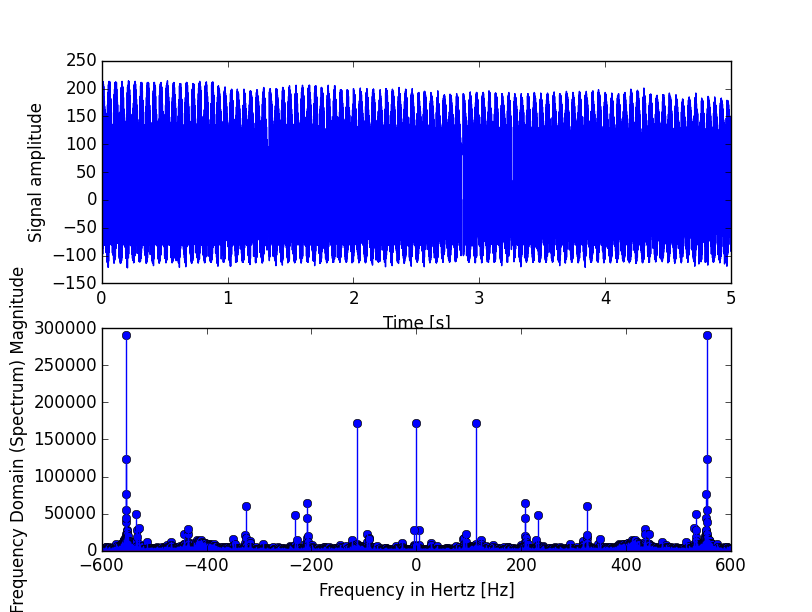 250
200
150
100
50
0
−50
−100
−150
Signal amplitude
0 1 2 3 4 5
Time [s]
300000
250000
200000
150000
100000
50000
0
Frequency Domain (Spectrum) Magnitude
−600 −400 −200 0 200 400 600
Frequency in Hertz [Hz]